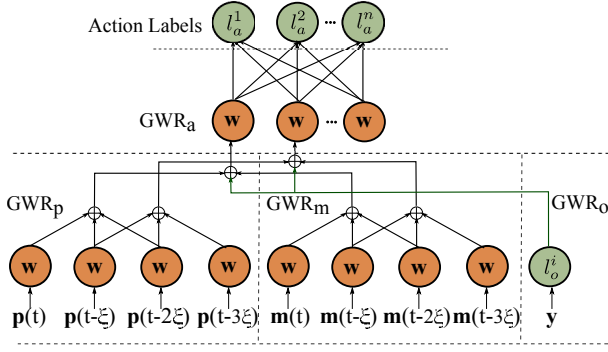 Action Labels l_a^1 l_a^2 ... l_a^n
GWR_a w w ... w
GWR_p GWR_m GWR_o
w w w w w w w w l_o^i
p(t) p(t-ξ) p(t-2ξ) p(t-3ξ) m(t) m(t-ξ) m(t-2ξ) m(t-3ξ) y